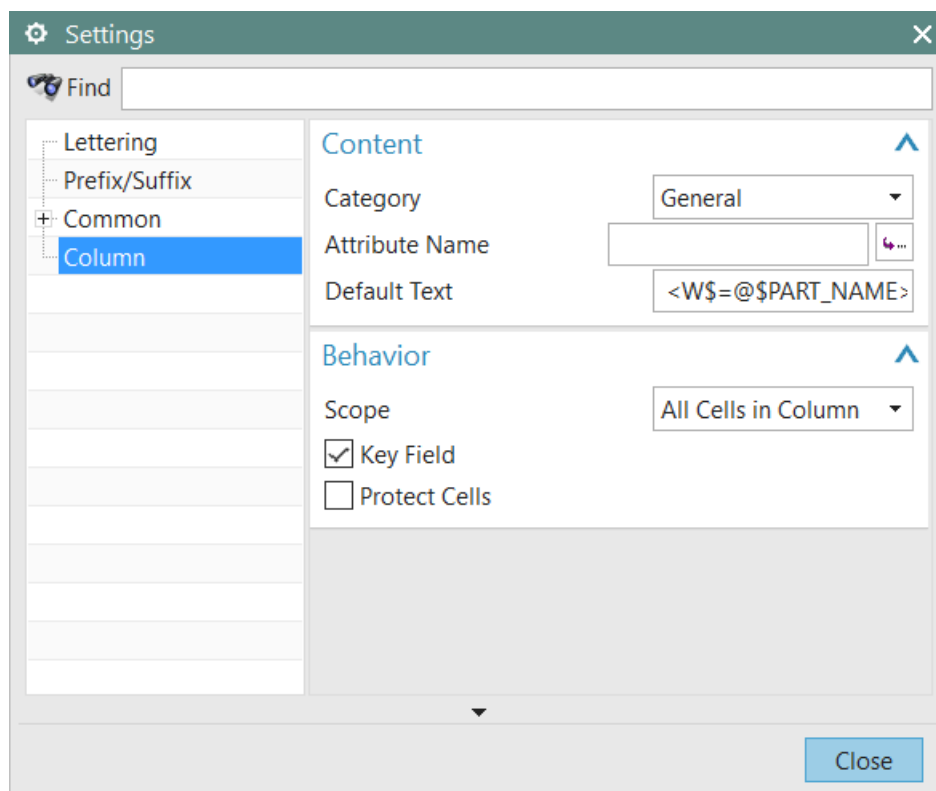 Settings
Find
Lettering
Prefix/Suffix
Common
Column
Content
Category General
Attribute Name
Default Text <W$=@$PART_NAME>
Behavior
Scope All Cells in Column
Key Field
Protect Cells
Close